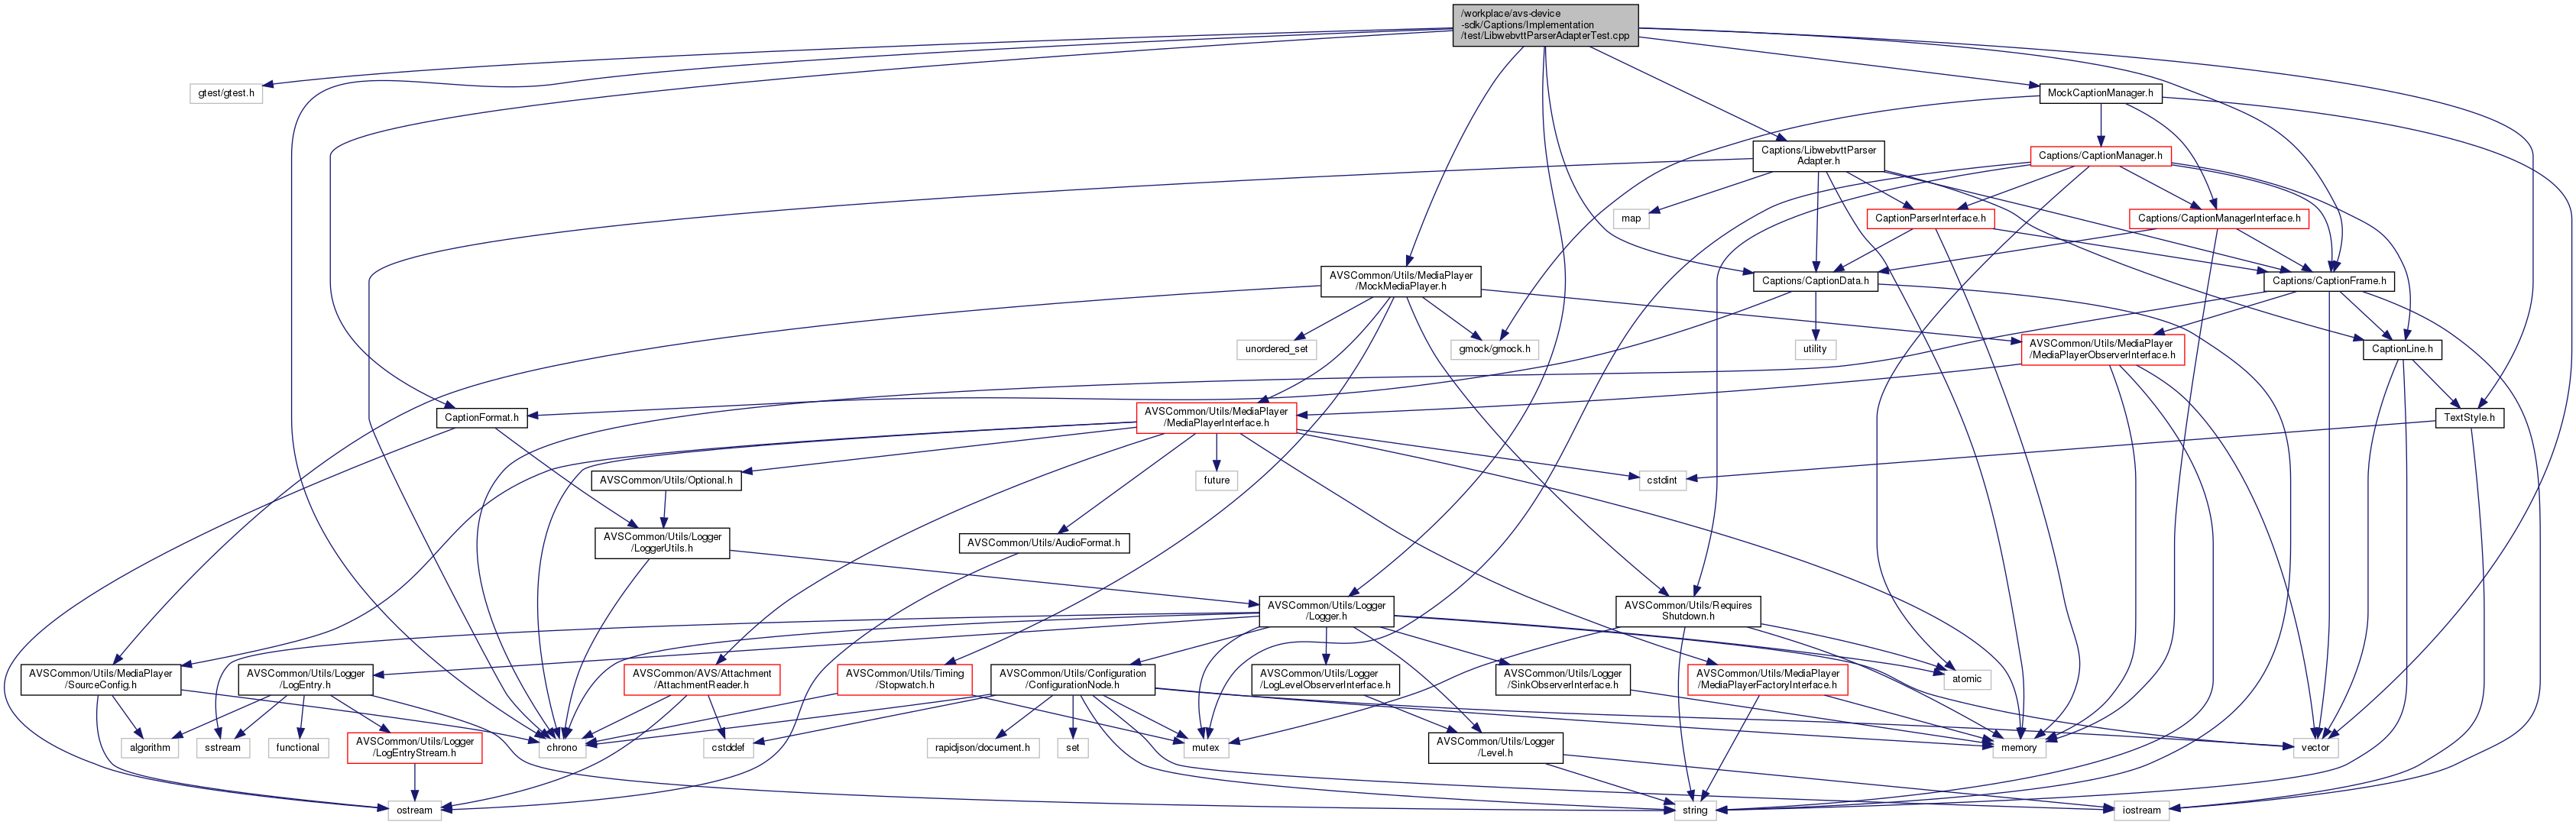 /workplace/avs-device
-sdk/Captions/Implementation
/test/LibwebvttParserAdapterTest.cpp
gtest/gtest.h
MockCaptionManager.h
Captions/LibwebvttParser
Adapter.h
Captions/CaptionManager.h
map
CaptionParserInterface.h
Captions/CaptionManagerInterface.h
AVSCommon/Utils/MediaPlayer
/MockMediaPlayer.h
Captions/CaptionData.h
Captions/CaptionFrame.h
unordered_set
gmock/gmock.h
utility
AVSCommon/Utils/MediaPlayer
/MediaPlayerObserverInterface.h
CaptionLine.h
CaptionFormat.h
AVSCommon/Utils/MediaPlayer
/MediaPlayerInterface.h
TextStyle.h
AVSCommon/Utils/Optional.h
future
cstdint
AVSCommon/Utils/Logger
/LoggerUtils.h
AVSCommon/Utils/AudioFormat.h
AVSCommon/Utils/Logger
/Logger.h
AVSCommon/Utils/Requires
Shutdown.h
AVSCommon/Utils/MediaPlayer
/SourceConfig.h
AVSCommon/Utils/Logger
/LogEntry.h
AVSCommon/AVS/Attachment
/AttachmentReader.h
AVSCommon/Utils/Timing
/Stopwatch.h
AVSCommon/Utils/Configuration
/ConfigurationNode.h
AVSCommon/Utils/Logger
/LogLevelObserverInterface.h
AVSCommon/Utils/Logger
/SinkObserverInterface.h
AVSCommon/Utils/MediaPlayer
/MediaPlayerFactoryInterface.h
atomic
algorithm
sstream
functional
AVSCommon/Utils/Logger
/LogEntryStream.h
chrono
cstddef
rapidjson/document.h
set
mutex
AVSCommon/Utils/Logger
/Level.h
memory
vector
ostream
string
iostream